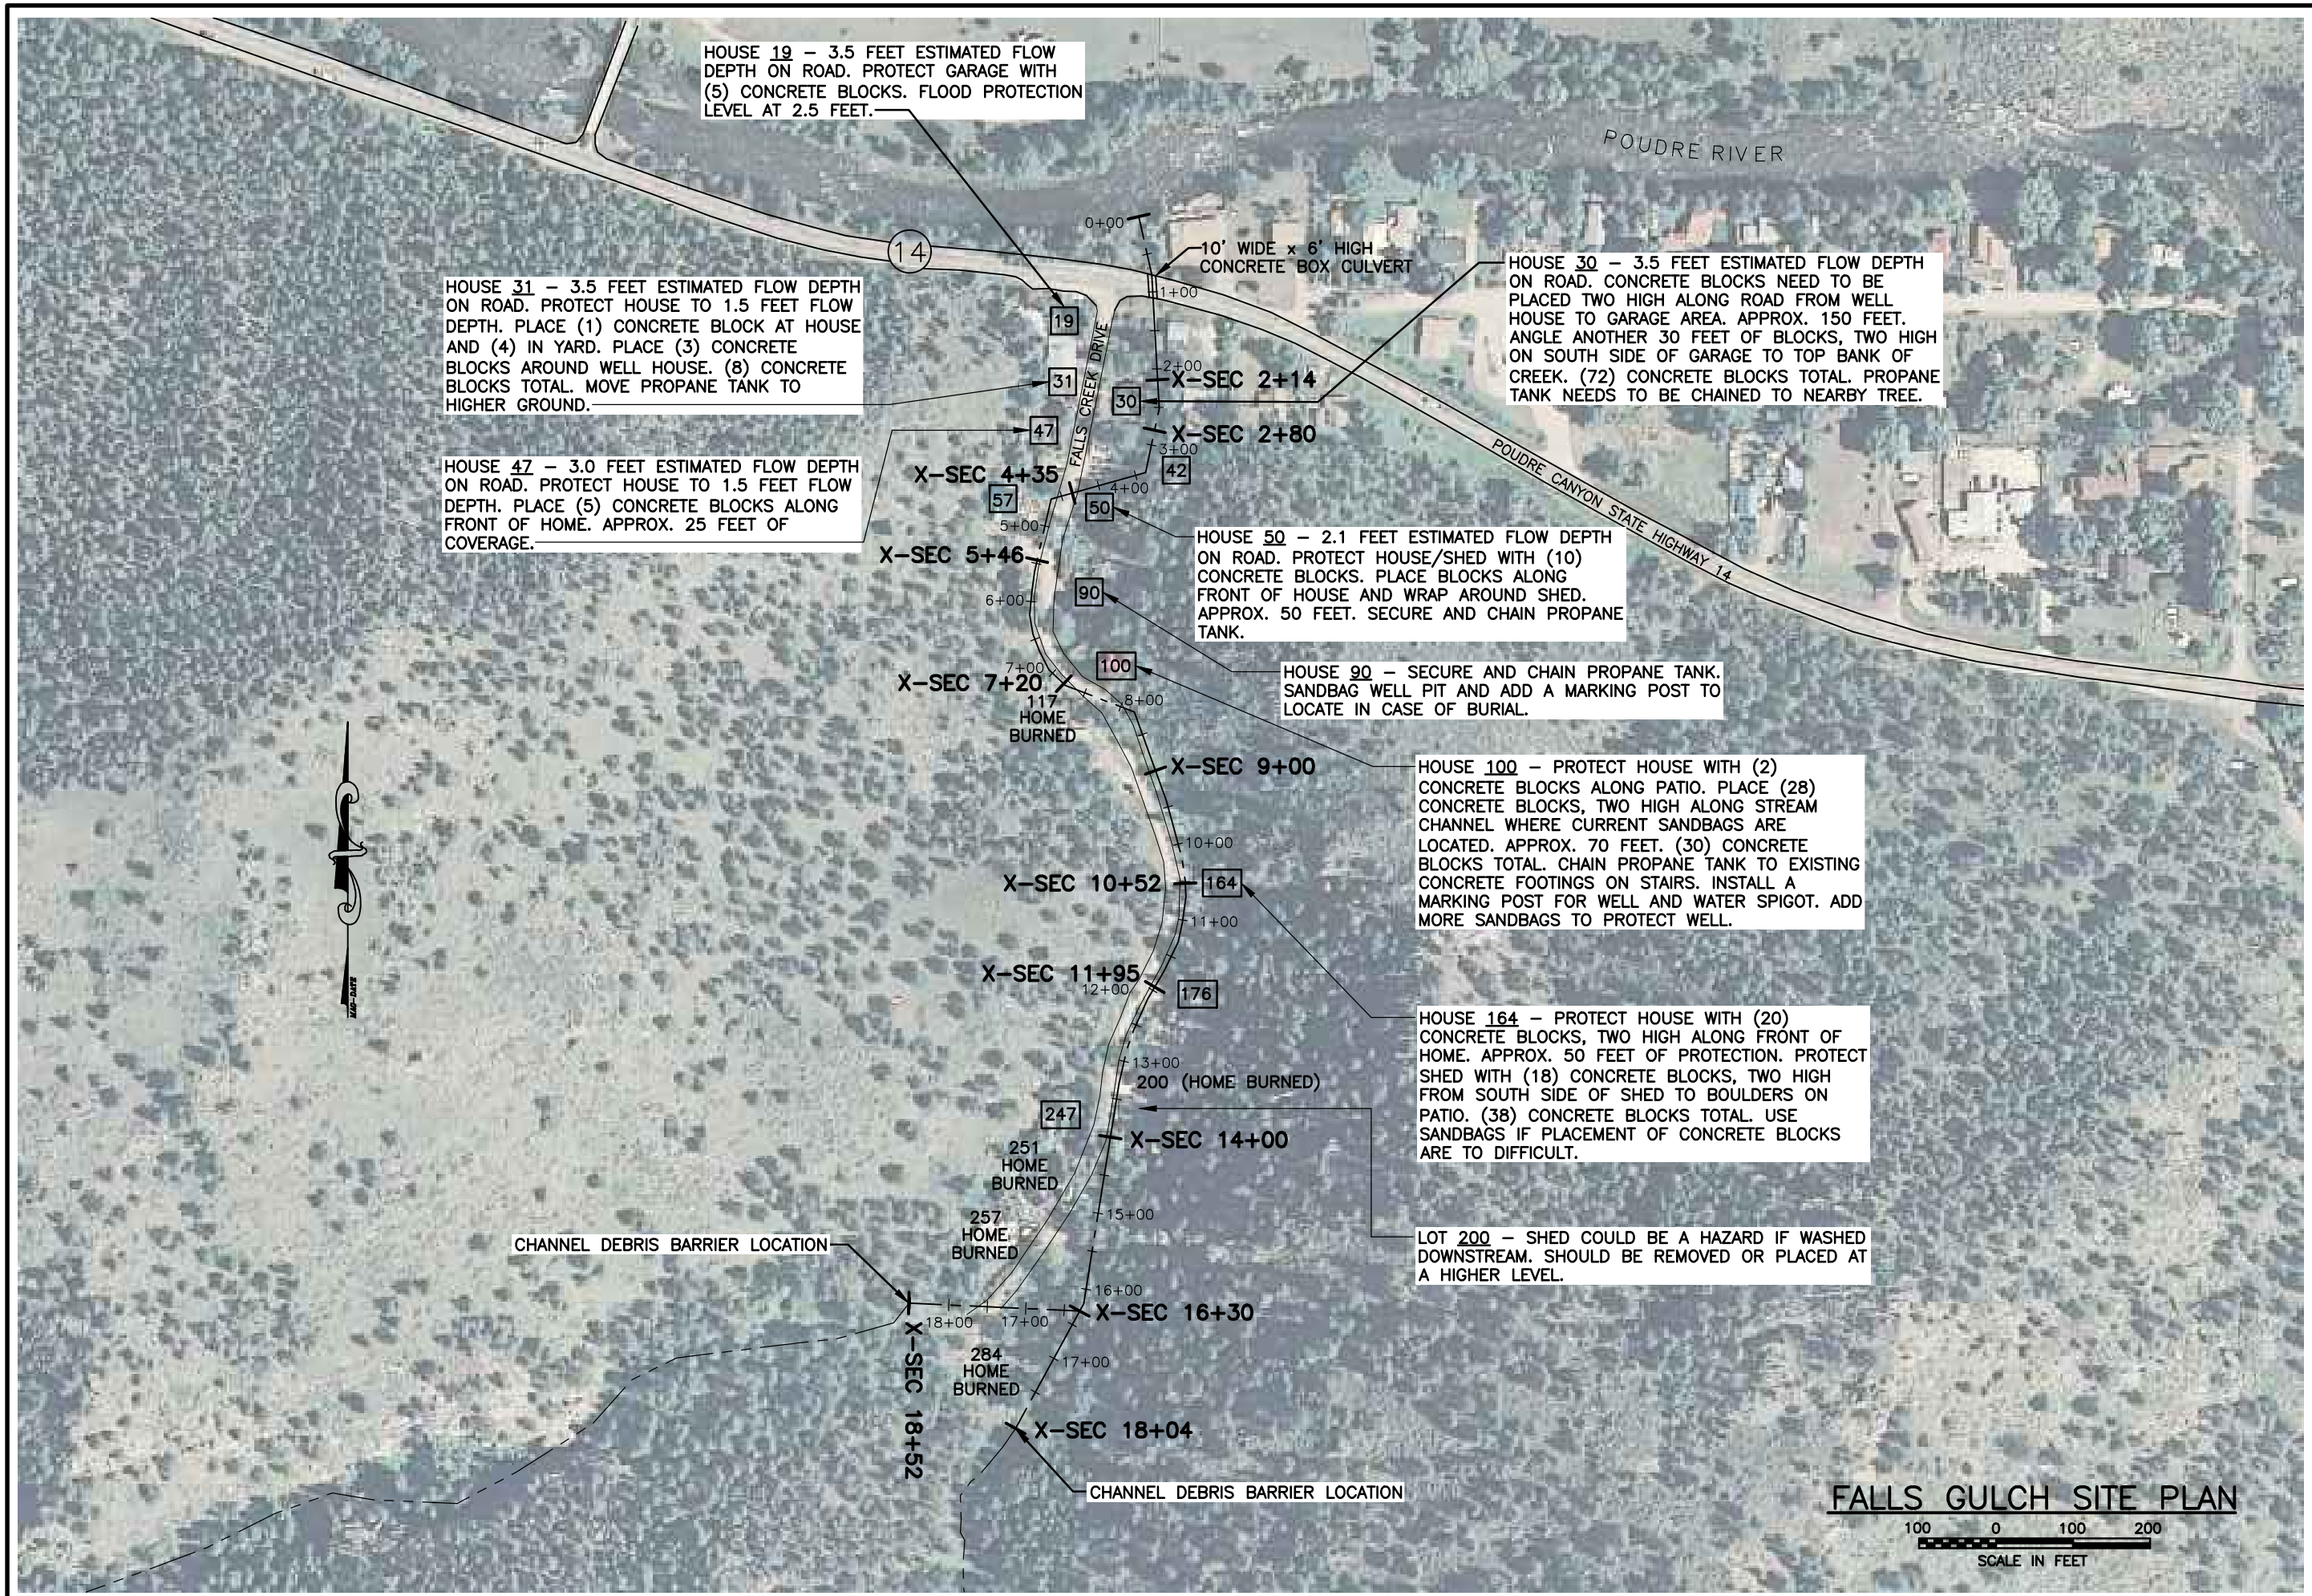 HOUSE 19 – 3.5 FEET ESTIMATED FLOW
DEPTH ON ROAD. PROTECT GARAGE WITH
(5) CONCRETE BLOCKS. FLOOD PROTECTION
LEVEL AT 2.5 FEET.
POUDRE RIVER
0+00
14
10' WIDE x 6' HIGH
CONCRETE BOX CULVERT
1+00
HOUSE 30 – 3.5 FEET ESTIMATED FLOW DEPTH
ON ROAD. CONCRETE BLOCKS NEED TO BE
PLACED TWO HIGH ALONG ROAD FROM WELL
HOUSE TO GARAGE AREA. APPROX. 150 FEET.
ANGLE ANOTHER 30 FEET OF BLOCKS, TWO HIGH
ON SOUTH SIDE OF GARAGE TO TOP BANK OF
CREEK. (72) CONCRETE BLOCKS TOTAL. PROPANE
TANK NEEDS TO BE CHAINED TO NEARBY TREE.
HOUSE 31 – 3.5 FEET ESTIMATED FLOW DEPTH
ON ROAD. PROTECT HOUSE TO 1.5 FEET FLOW
DEPTH. PLACE (1) CONCRETE BLOCK AT HOUSE
AND (4) IN YARD. PLACE (3) CONCRETE
BLOCKS AROUND WELL HOUSE. (8) CONCRETE
BLOCKS TOTAL. MOVE PROPANE TANK TO
HIGHER GROUND.
19
FALLS CREEK DRIVE
2+00
31
X–SEC 2+14
30
47
X–SEC 2+80
3+00
POUDRE CANYON STATE HIGHWAY 14
HOUSE 47 – 3.0 FEET ESTIMATED FLOW DEPTH
ON ROAD. PROTECT HOUSE TO 1.5 FEET FLOW
DEPTH. PLACE (5) CONCRETE BLOCKS ALONG
FRONT OF HOME. APPROX. 25 FEET OF
COVERAGE.
X–SEC 4+35
42
4+00
57
50
5+00
X–SEC 5+46
HOUSE 50 – 2.1 FEET ESTIMATED FLOW DEPTH
ON ROAD. PROTECT HOUSE/SHED WITH (10)
CONCRETE BLOCKS. PLACE BLOCKS ALONG
FRONT OF HOUSE AND WRAP AROUND SHED.
APPROX. 50 FEET. SECURE AND CHAIN PROPANE
TANK.
90
6+00
100
7+00
X–SEC 7+20
117
HOME
BURNED
8+00
HOUSE 90 – SECURE AND CHAIN PROPANE TANK.
SANDBAG WELL PIT AND ADD A MARKING POST TO
LOCATE IN CASE OF BURIAL.
X–SEC 9+00
HOUSE 100 – PROTECT HOUSE WITH (2)
CONCRETE BLOCKS ALONG PATIO. PLACE (28)
CONCRETE BLOCKS, TWO HIGH ALONG STREAM
CHANNEL WHERE CURRENT SANDBAGS ARE
LOCATED. APPROX. 70 FEET. (30) CONCRETE
BLOCKS TOTAL. CHAIN PROPANE TANK TO EXISTING
CONCRETE FOOTINGS ON STAIRS. INSTALL A
MARKING POST FOR WELL AND WATER SPIGOT. ADD
MORE SANDBAGS TO PROTECT WELL.
10+00
X–SEC 10+52
164
11+00
X–SEC 11+95
12+00
176
MAD-DATE
HOUSE 164 – PROTECT HOUSE WITH (20)
CONCRETE BLOCKS, TWO HIGH ALONG FRONT OF
HOME. APPROX. 50 FEET OF PROTECTION. PROTECT
SHED WITH (18) CONCRETE BLOCKS, TWO HIGH
FROM SOUTH SIDE OF SHED TO BOULDERS ON
PATIO. (38) CONCRETE BLOCKS TOTAL. USE
SANDBAGS IF PLACEMENT OF CONCRETE BLOCKS
ARE TO DIFFICULT.
13+00
200 (HOME BURNED)
247
X–SEC 14+00
251
HOME
BURNED
15+00
257
HOME
BURNED
LOT 200 – SHED COULD BE A HAZARD IF WASHED
DOWNSTREAM. SHOULD BE REMOVED OR PLACED AT
A HIGHER LEVEL.
CHANNEL DEBRIS BARRIER LOCATION
16+00
X–SEC 16+30
18+00
17+00
X–SEC 18+52
284
HOME
BURNED
17+00
X–SEC 18+04
CHANNEL DEBRIS BARRIER LOCATION
FALLS GULCH SITE PLAN
100 0 100 200
SCALE IN FEET